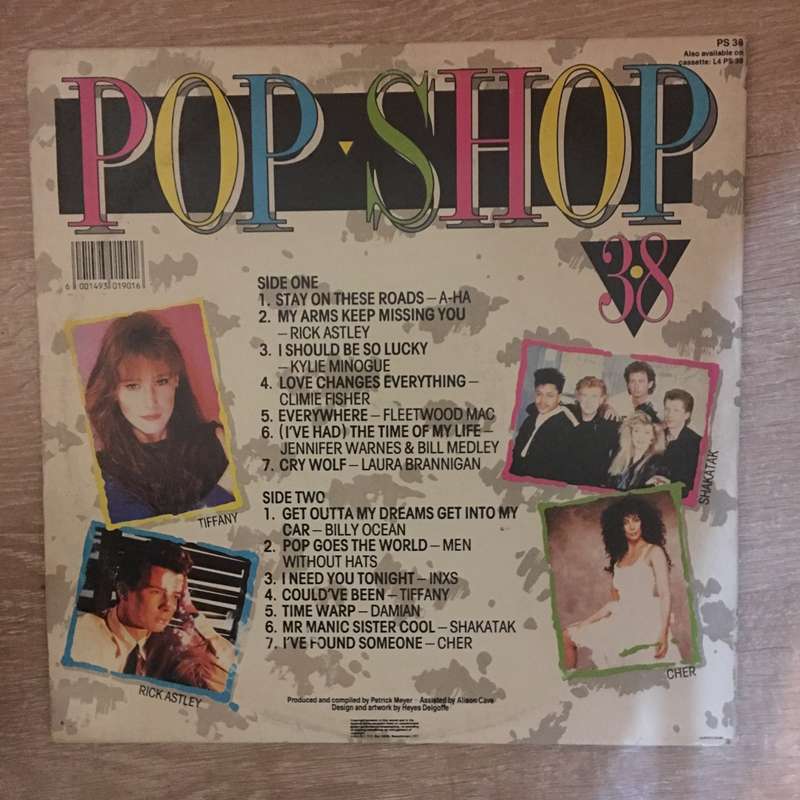 PS 38
Also available on
cassette: L4 PS 38
POP SHOP
38
6 001493 019016
SIDE ONE
1. STAY ON THESE ROADS – A-HA
2. MY ARMS KEEP MISSING YOU
– RICK ASTLEY
3. I SHOULD BE SO LUCKY
– KYLIE MINOGUE
4. LOVE CHANGES EVERYTHING –
CLIMIE FISHER
5. EVERYWHERE – FLEETWOOD MAC
6. (I'VE HAD) THE TIME OF MY LIFE –
JENNIFER WARNES & BILL MEDLEY
7. CRY WOLF – LAURA BRANNIGAN
SIDE TWO
1. GET OUTTA MY DREAMS GET INTO MY
CAR – BILLY OCEAN
2. POP GOES THE WORLD – MEN
WITHOUT HATS
3. I NEED YOU TONIGHT – INXS
4. COULD'VE BEEN – TIFFANY
5. TIME WARP – DAMIAN
6. MR MANIC SISTER COOL – SHAKATAK
7. I'VE FOUND SOMEONE – CHER
TIFFANY
SHAKATAK
RICK ASTLEY
CHER
Produced and compiled by Patrick Meyer – Assisted by Alison Cave
Design and artwork by Heyes Delgoffe